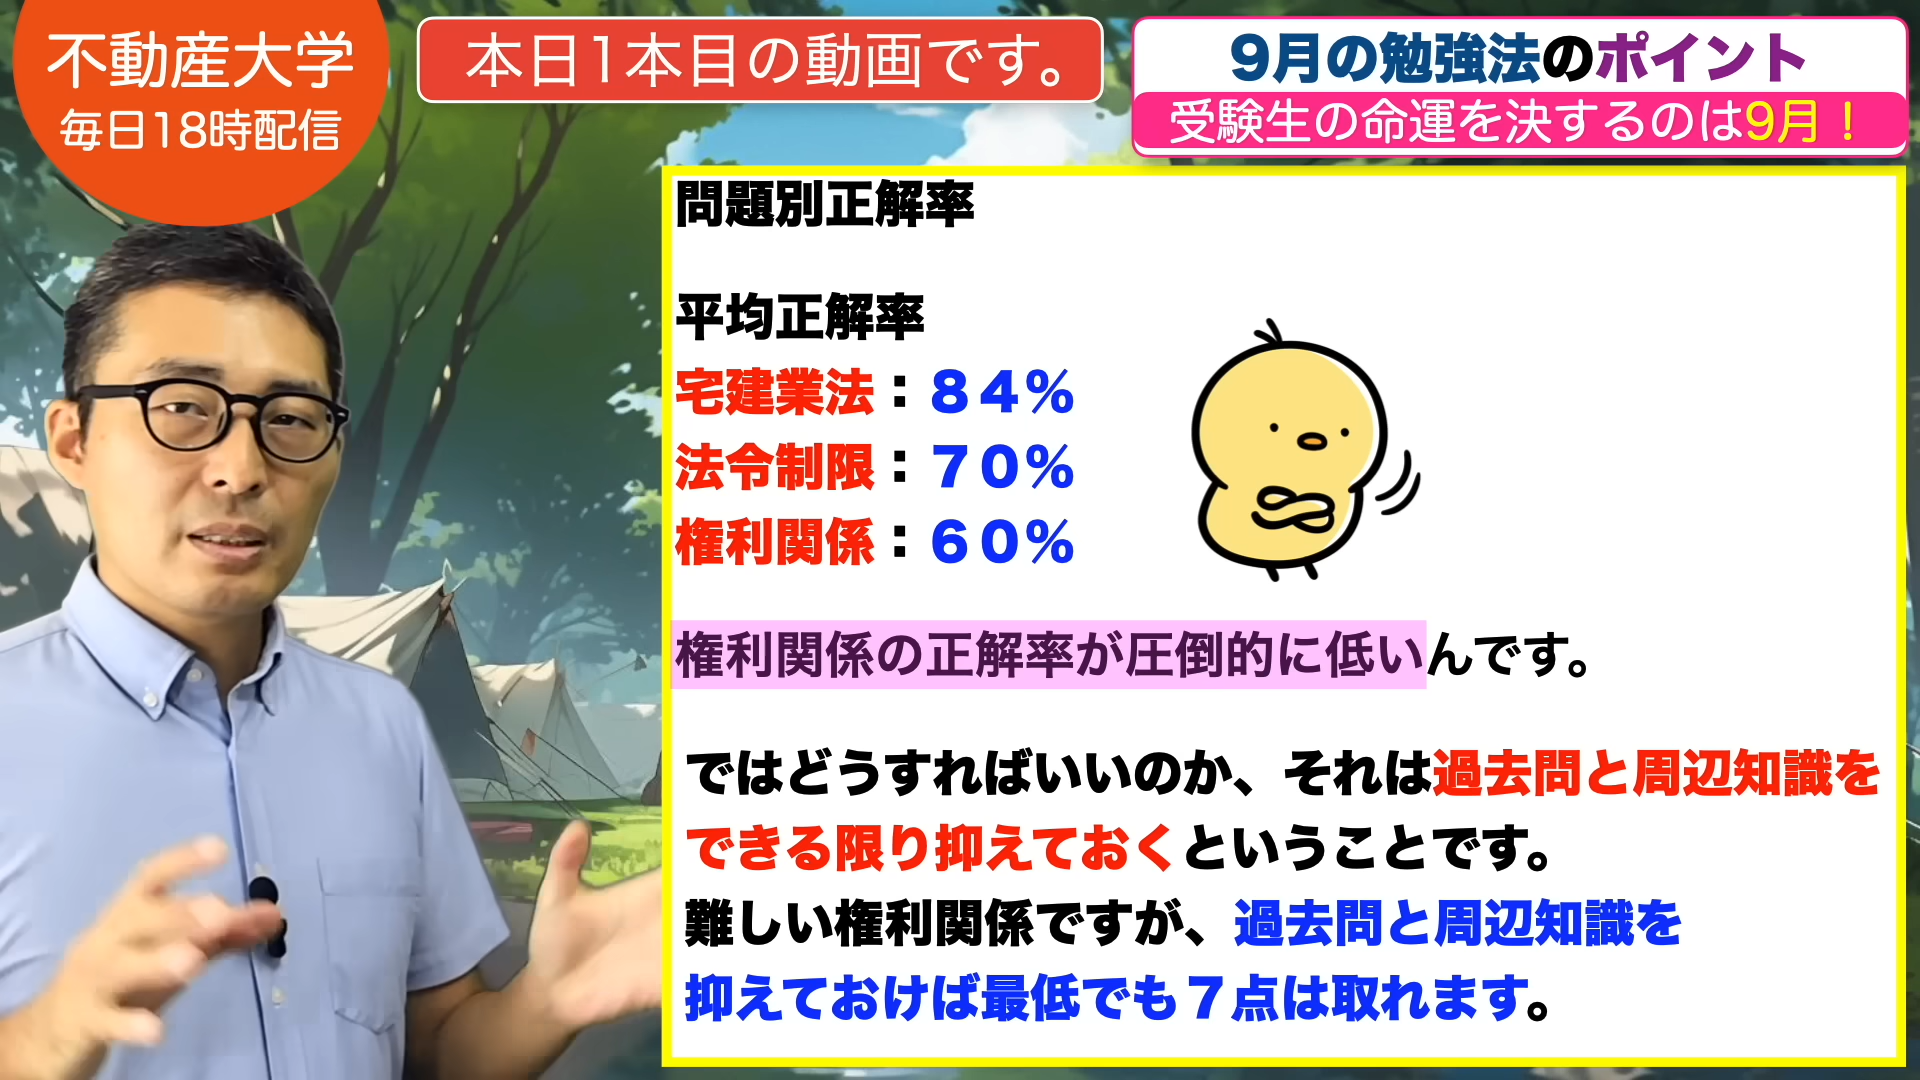 不動産大学
毎日18時配信
本日1本目の動画です。
9月の勉強法のポイント
受験生の命運を決するのは9月！
問題別正解率
平均正解率
宅建業法：８４％
法令制限：７０％
権利関係：６０％
権利関係の正解率が圧倒的に低いんです。
ではどうすればいいのか、それは過去問と周辺知識を
できる限り抑えておくということです。
難しい権利関係ですが、過去問と周辺知識を
抑えておけば最低でも７点は取れます。